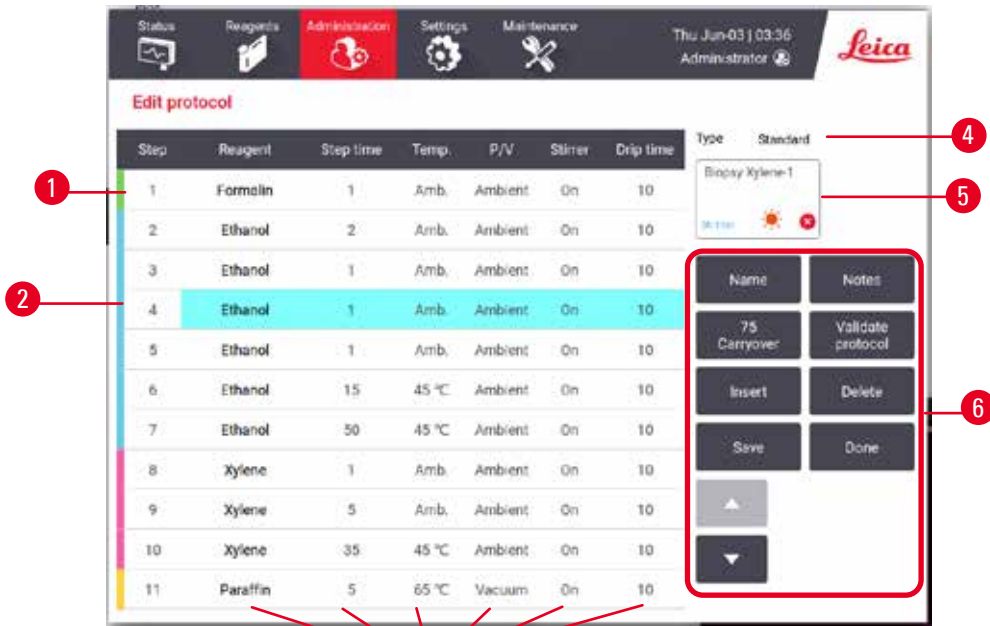 Status Reagents Administration Settings Maintenance
Thu Jun-03 | 03:36
Administrator
Leica
Edit protocol
Step Reagent Step time Temp. P/V Stirrer Drip time
1 Formalin 1 Amb. Ambient On 10
2 Ethanol 2 Amb. Ambient On 10
3 Ethanol 1 Amb. Ambient On 10
4 Ethanol 1 Amb. Ambient On 10
5 Ethanol 1 Amb. Ambient On 10
6 Ethanol 15 45 °C Ambient On 10
7 Ethanol 50 45 °C Ambient On 10
8 Xylene 1 Amb. Ambient On 10
9 Xylene 5 Amb. Ambient On 10
10 Xylene 35 45 °C Ambient On 10
11 Paraffin 5 65 °C Vacuum On 10
Type Standard
Biopsy Xylene-1
Name Notes
75
Carryover
Validate
protocol
Insert Delete
Save Done
1
2
4
5
6